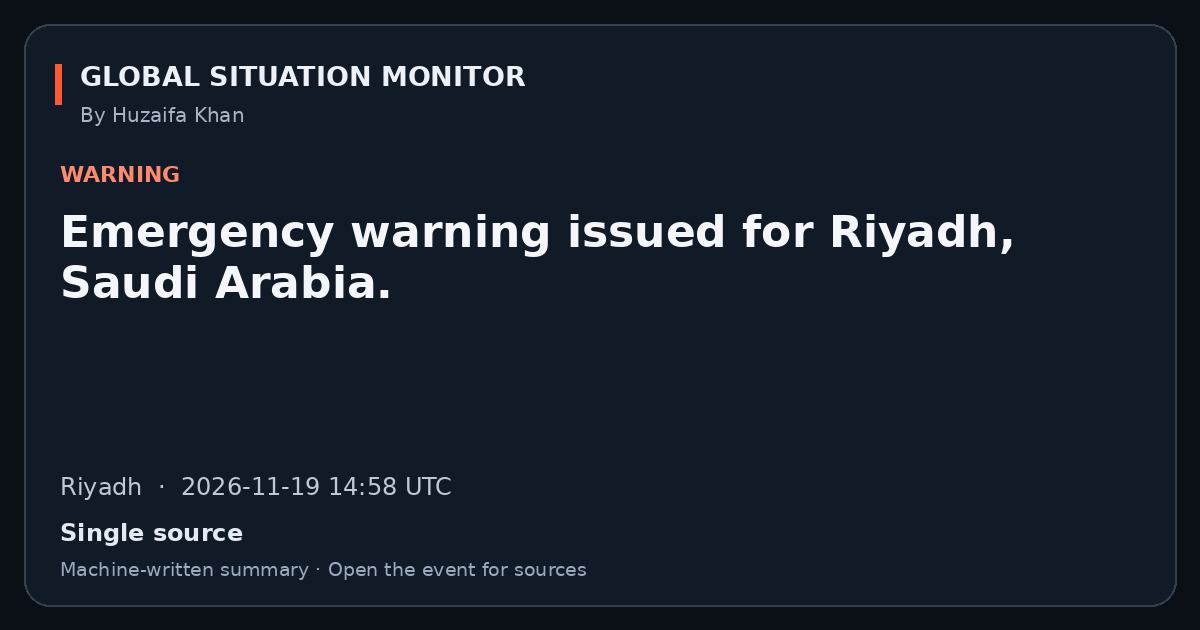 GLOBAL SITUATION MONITOR
By Huzaifa Khan
WARNING
Emergency warning issued for Riyadh,
Saudi Arabia.
Riyadh · 2026-11-19 14:58 UTC
Single source
Machine-written summary · Open the event for sources